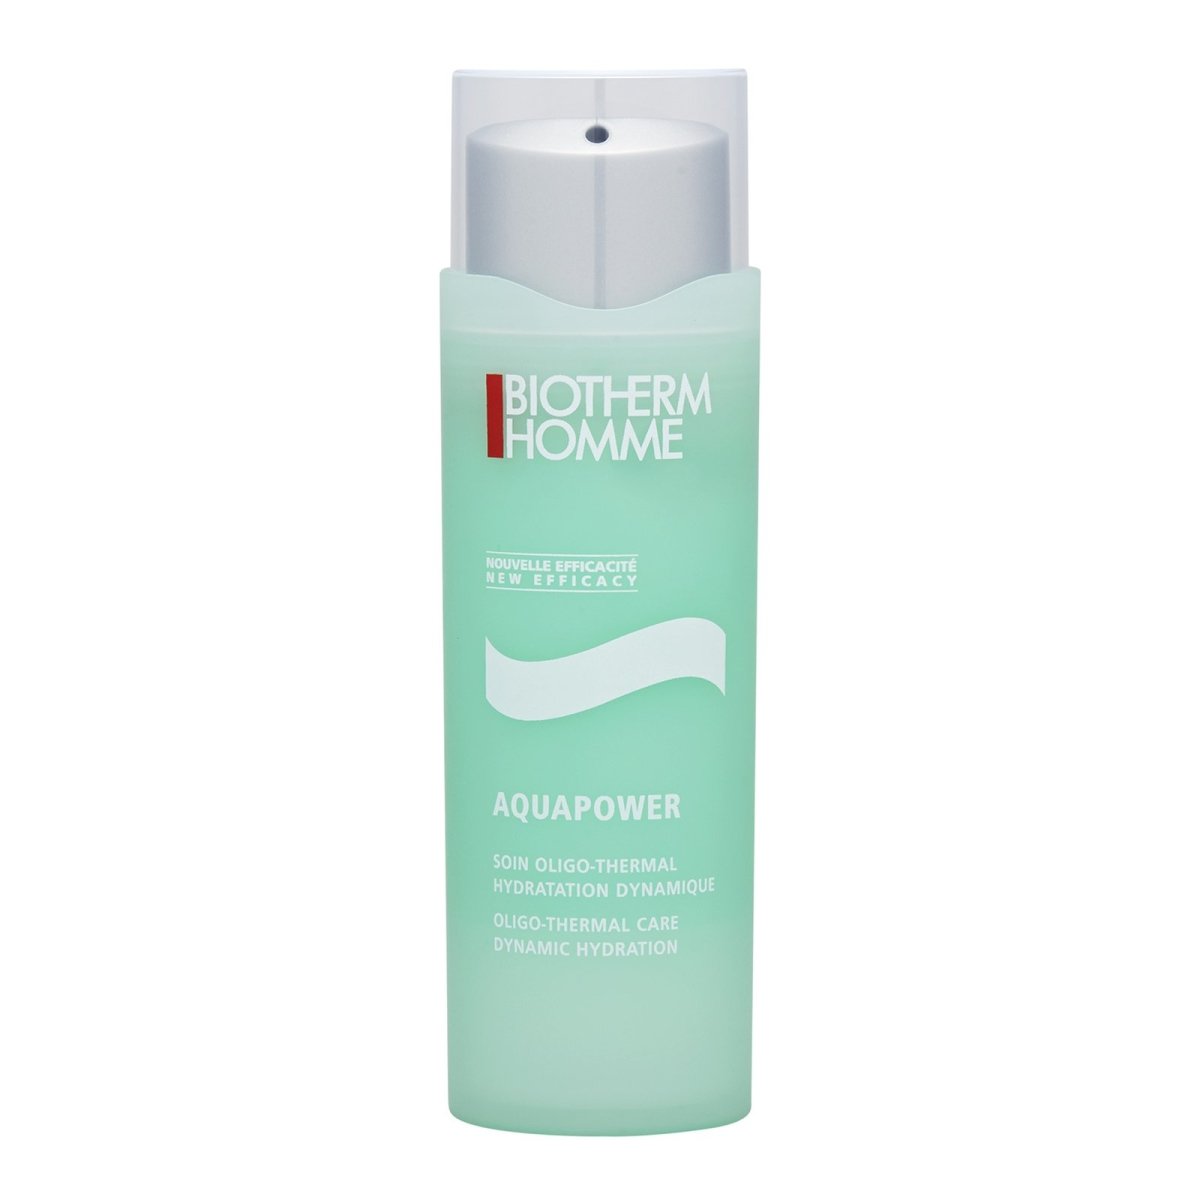 BIOTHERM
HOMME
NOUVELLE EFFICACITÉ
NEW EFFICACY
AQUAPOWER
SOIN OLIGO-THERMAL
HYDRATATION DYNAMIQUE
OLIGO-THERMAL CARE
DYNAMIC HYDRATION